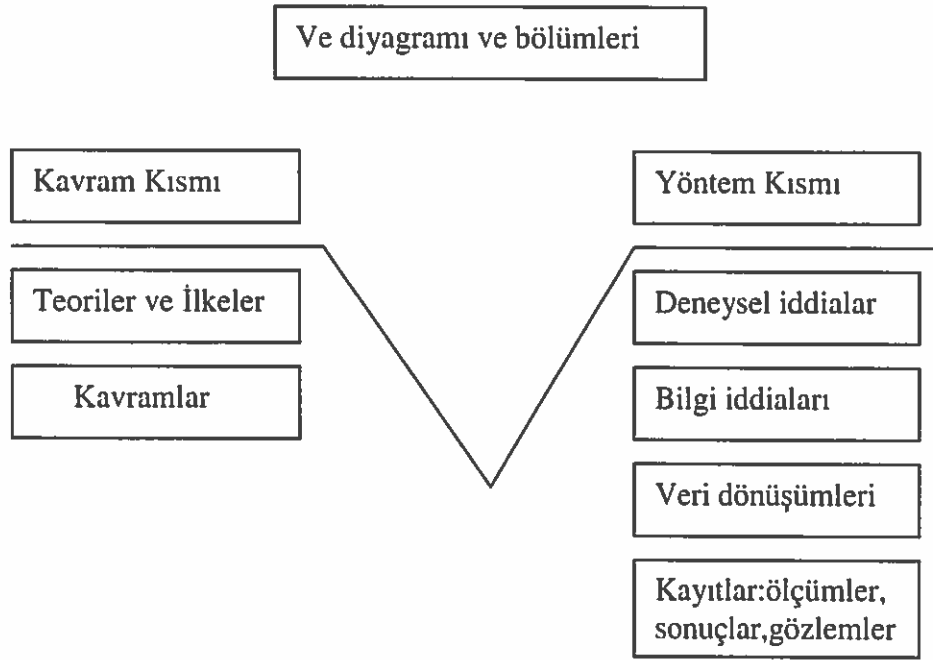 Ve diyagramı ve bölümleri
Kavram Kısmı
Yöntem Kısmı
Teoriler ve İlkeler
Deneysel iddialar
Kavramlar
Bilgi iddiaları
Veri dönüşümleri
Kayıtlar:ölçümler,
sonuçlar,gözlemler